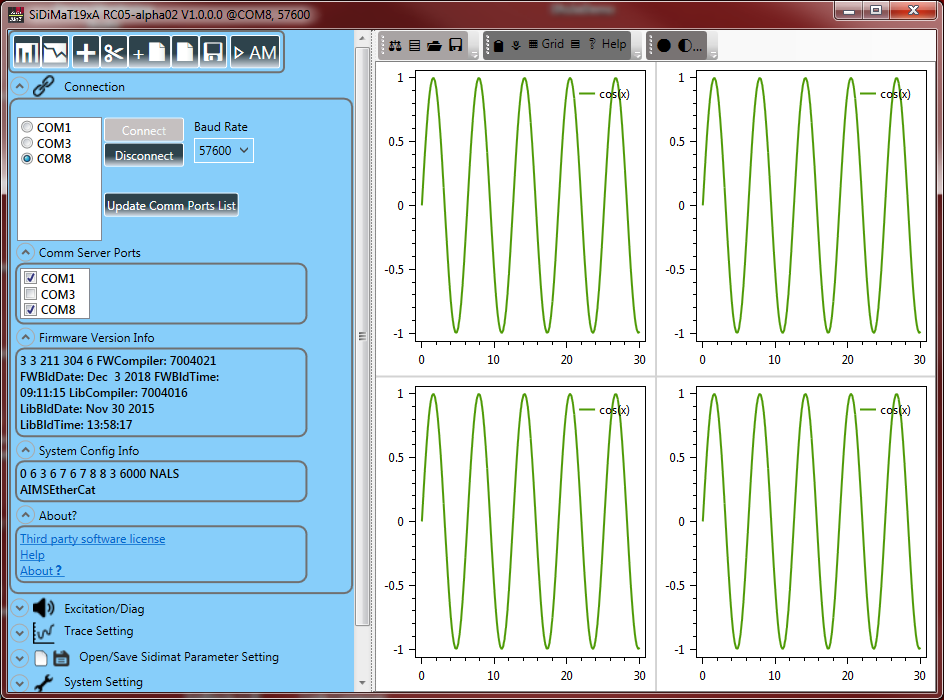 SiDiMaT19xA RC05-alpha02 V1.0.0.0 @COM8, 57600
AM
Connection
COM1
COM3
COM8
Connect
Disconnect
Baud Rate
57600
Update Comm Ports List
Comm Server Ports
COM1
COM3
COM8
Firmware Version Info
3 3 211 304 6 FWCompiler: 7004021
FWBldDate: Dec 3 2018 FWBldTime:
09:11:15 LibCompiler: 7004016
LibBldDate: Nov 30 2015
LibBldTime: 13:58:17
System Config Info
0 6 3 6 7 6 7 8 8 3 6000 NALS
AIMSEtherCat
About?
Third party software license
Help
About ?
Excitation/Diag
Trace Setting
Open/Save Sidimat Parameter Setting
System Setting
Grid
? Help
1
0.5
0
-0.5
-1
0 10 20 30
cos(x)
1
0.5
0
-0.5
-1
0 10 20 30
cos(x)
1
0.5
0
-0.5
-1
0 10 20 30
cos(x)
1
0.5
0
-0.5
-1
0 10 20 30
cos(x)